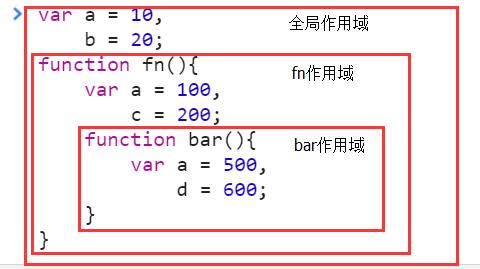 var a = 10, 全局作用域
b = 20;
function fn(){ fn作用域
var a = 100,
c = 200;
function bar(){ bar作用域
var a = 500,
d = 600;
}
}